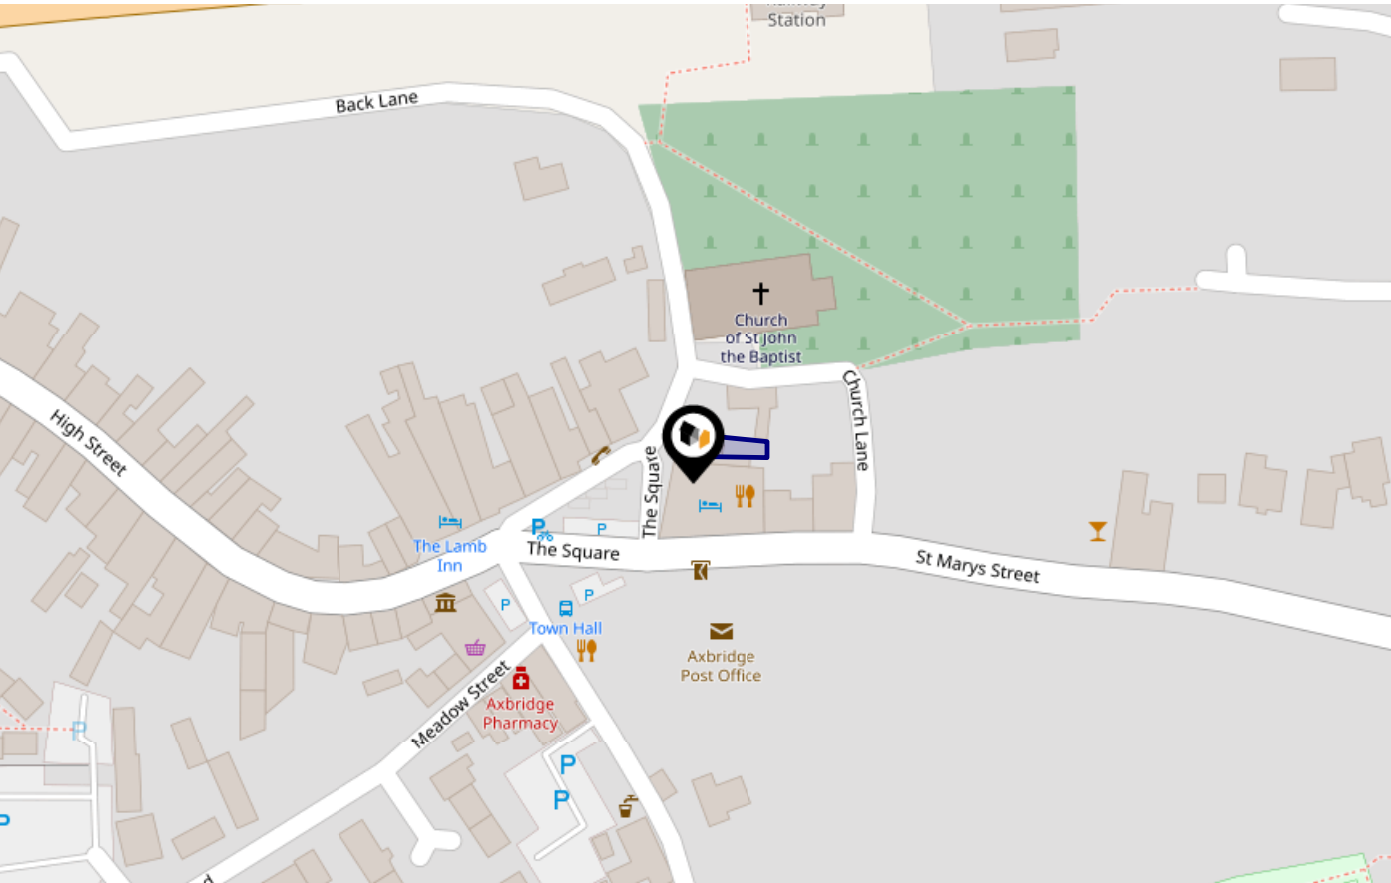 Station
Back Lane
Church
of St John
the Baptist
Church Lane
High Street
The Square
P
P
The Lamb
Inn
The Square
St Marys Street
P
P
Town Hall
Axbridge
Post Office
Meadow Street
Axbridge
Pharmacy
P
P
P
P